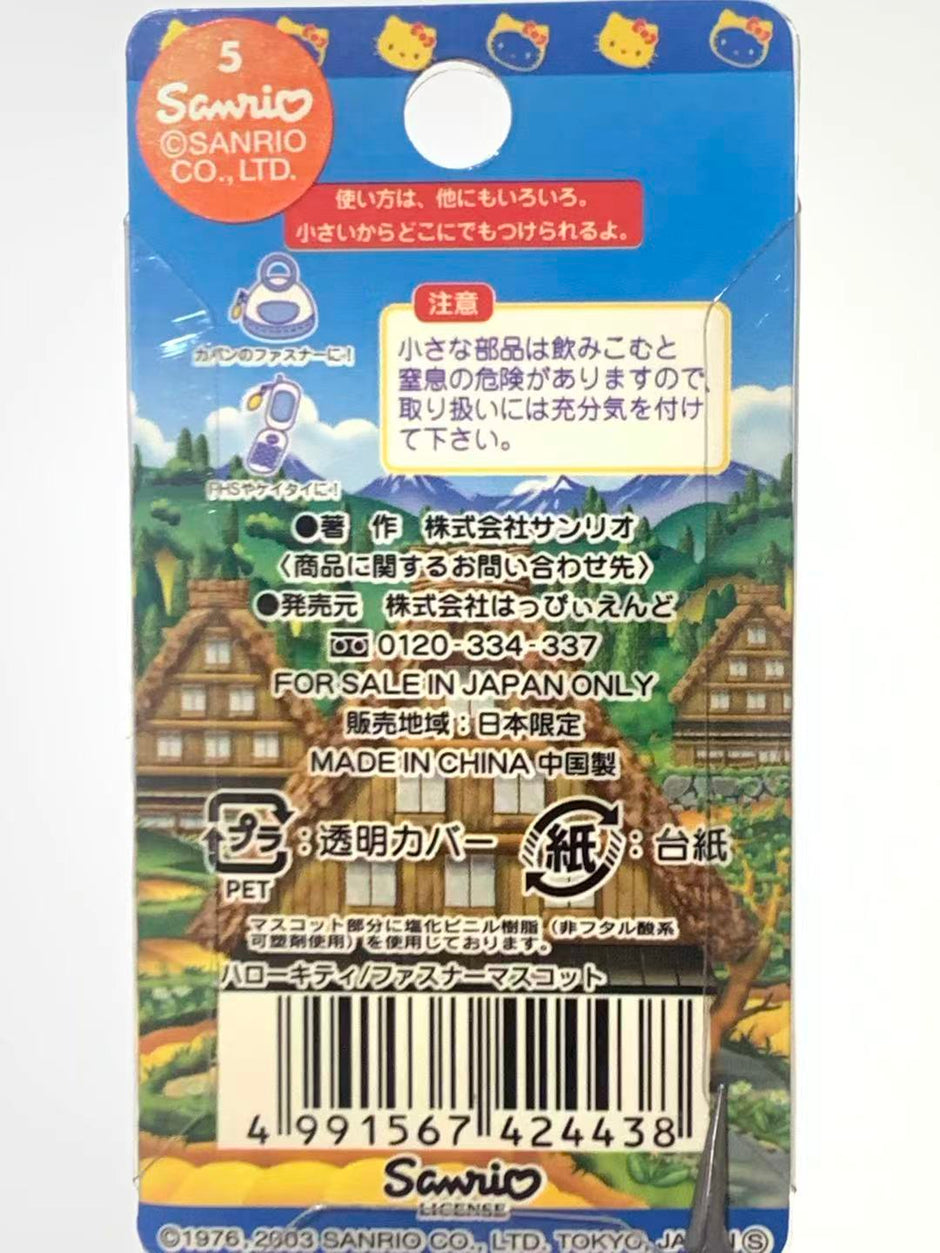 5
Sanrio
©SANRIO
CO., LTD.
使い方は、他にもいろいろ。
小さいからどこにでもつけられるよ。
カバンのファスナーに!
PHSやケイタイに!
注意
小さな部品は飲みこむと
窒息の危険がありますので、
取り扱いには充分気を付け
て下さい。
●著 作 株式会社サンリオ
〈商品に関するお問い合わせ先〉
●発売元 株式会社はっぴぃえんど
0120-334-337
FOR SALE IN JAPAN ONLY
販売地域:日本限定
MADE IN CHINA 中国製
プラ:透明カバー 紙:台紙
PET
マスコット部分に塩化ビニル樹脂(非フタル酸系
可塑剤使用)を使用しております。
ハローキティ/ファスナーマスコット
4 991567 424438
Sanrio
LICENSE
©1976, 2003 SANRIO CO., LTD. TOKYO, JAPAN Ⓢ